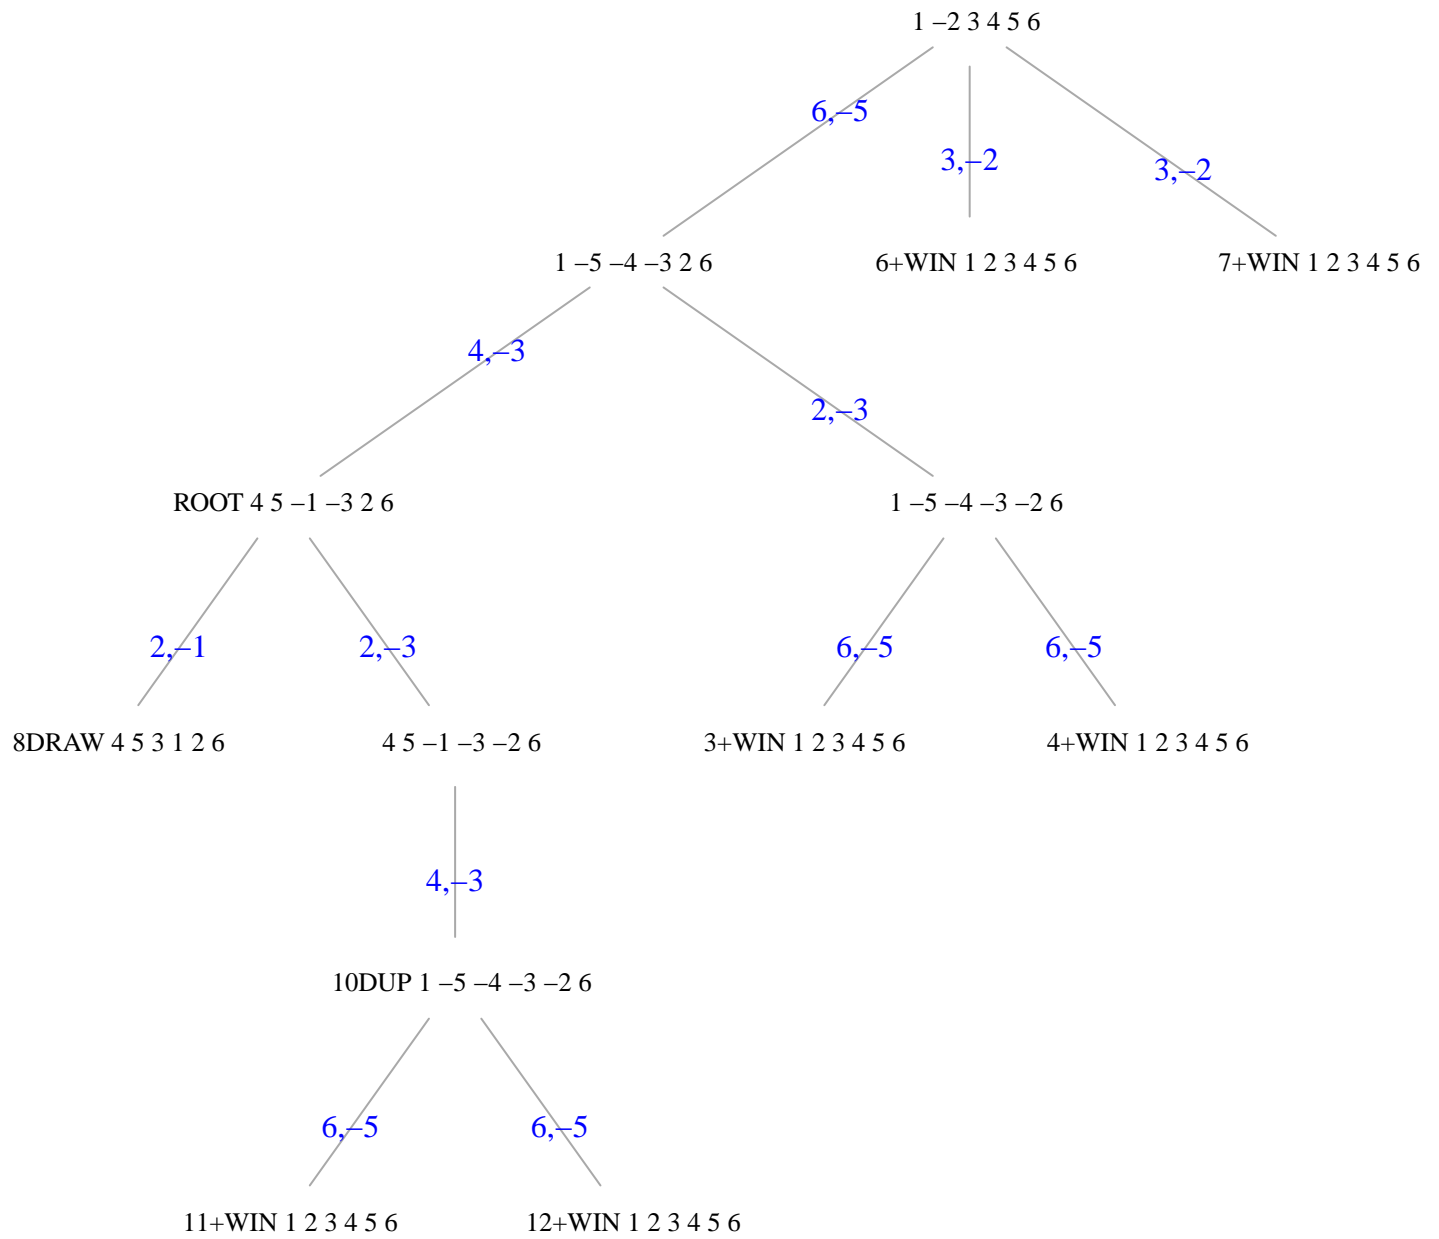 1 –2 3 4 5 6
6,–5
3,–2
3,–2
1 –5 –4 –3 2 6
6+WIN 1 2 3 4 5 6
7+WIN 1 2 3 4 5 6
4,–3
2,–3
ROOT 4 5 –1 –3 2 6
1 –5 –4 –3 –2 6
2,–1
2,–3
6,–5
6,–5
8DRAW 4 5 3 1 2 6
4 5 –1 –3 –2 6
3+WIN 1 2 3 4 5 6
4+WIN 1 2 3 4 5 6
4,–3
10DUP 1 –5 –4 –3 –2 6
6,–5
6,–5
11+WIN 1 2 3 4 5 6
12+WIN 1 2 3 4 5 6